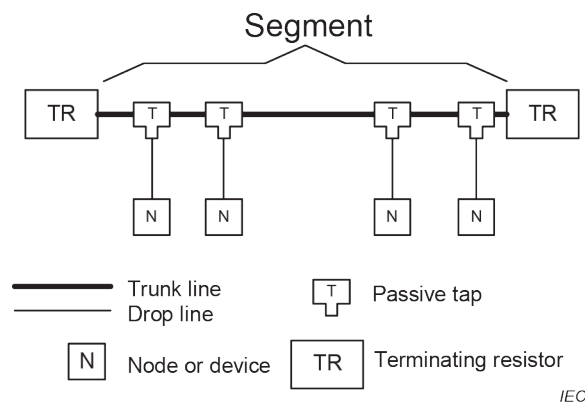 Segment
TR T T T T TR
N N N N
Trunk line
Drop line
T Passive tap
N Node or device
TR Terminating resistor
IEC